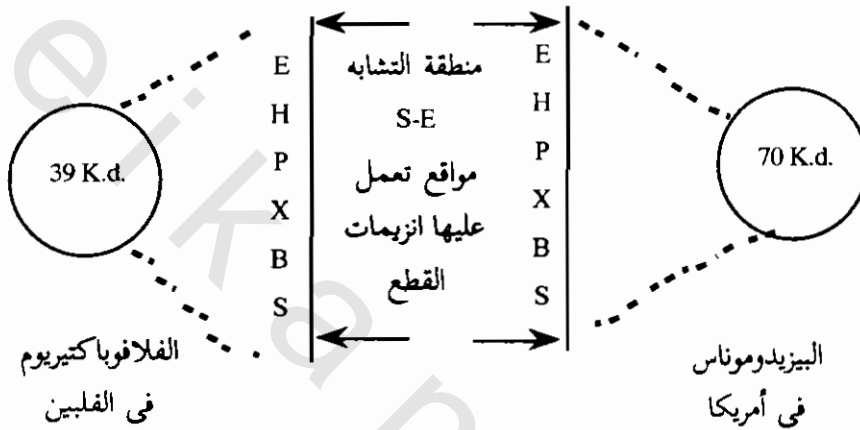 39 K.d.
E
H
P
X
B
S
منطقة التشابه
S-E
مواقع تعمل
عليها انزيمات
القطع
E
H
P
X
B
S
70 K.d.
الفلافوباكتيريوم
فى الفلبين
البيزيدوموناس
فى أمريكا